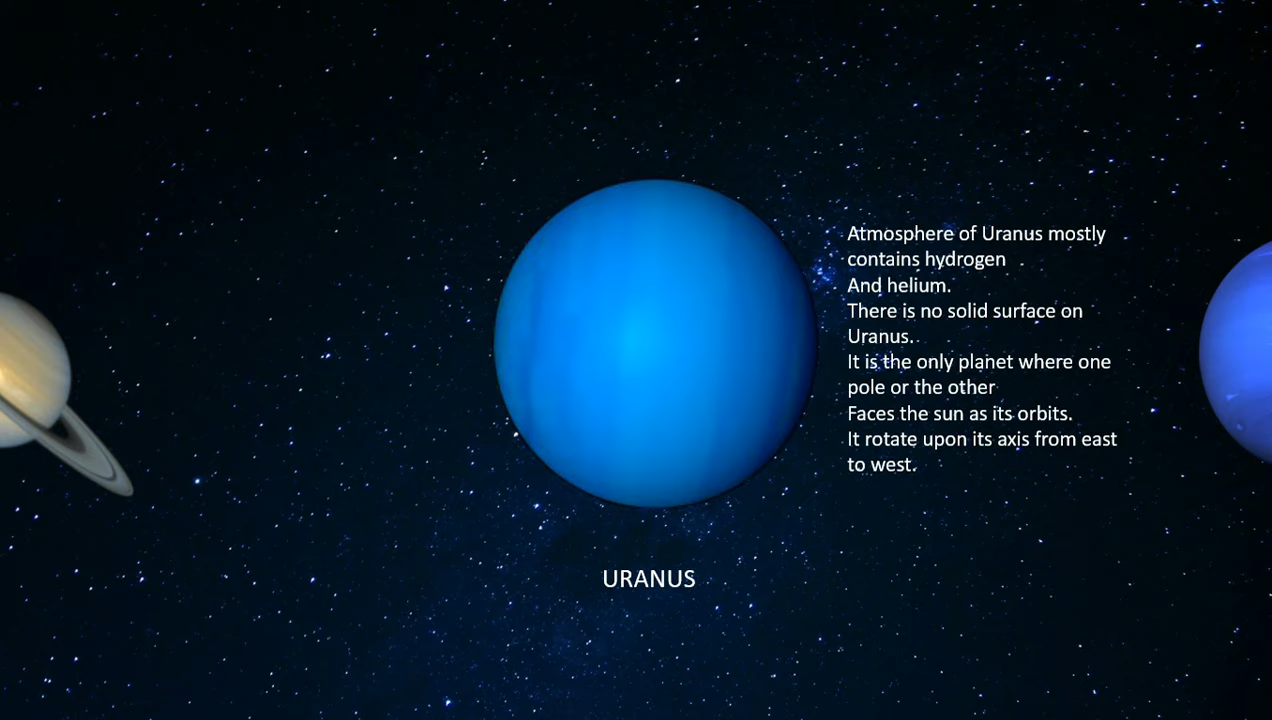 Atmosphere of Uranus mostly
contains hydrogen
And helium.
There is no solid surface on
Uranus.
It is the only planet where one
pole or the other
Faces the sun as its orbits.
It rotate upon its axis from east
to west.
URANUS